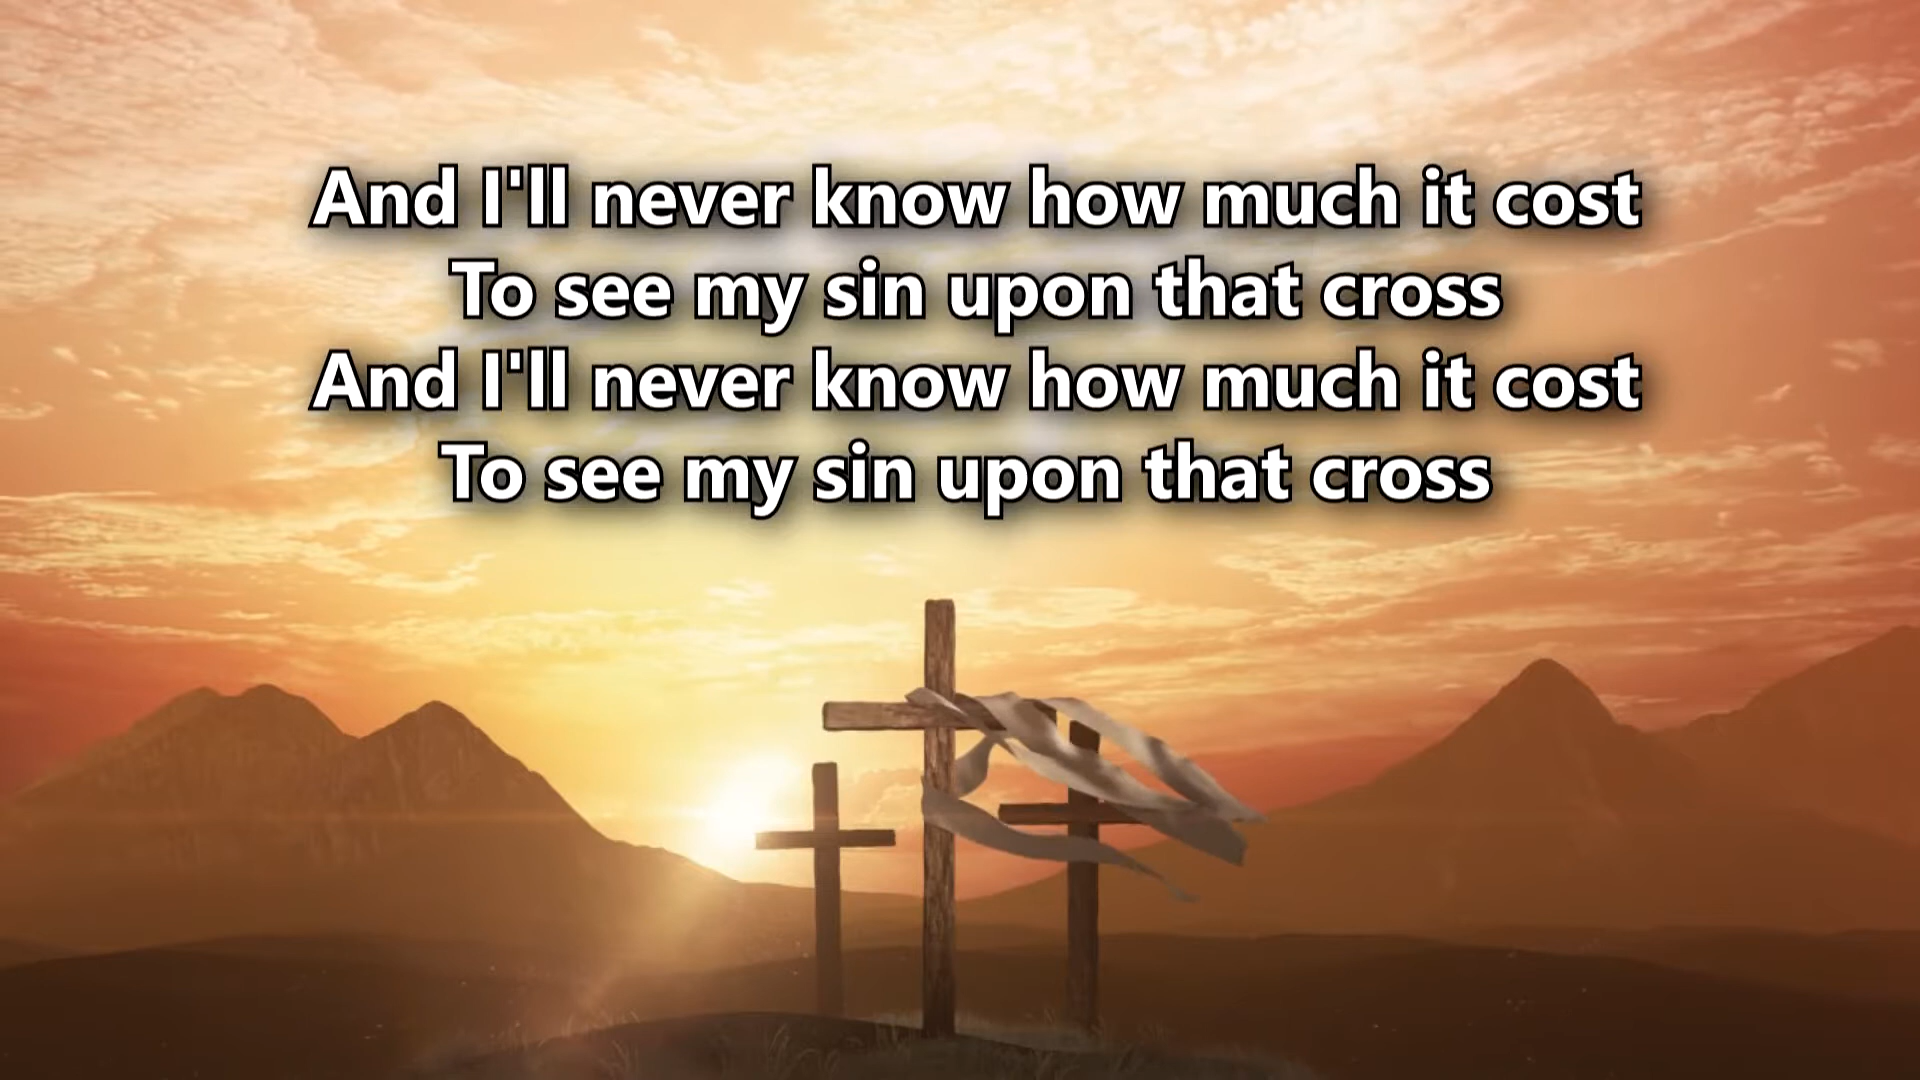 And I'll never know how much it cost
To see my sin upon that cross
And I'll never know how much it cost
To see my sin upon that cross